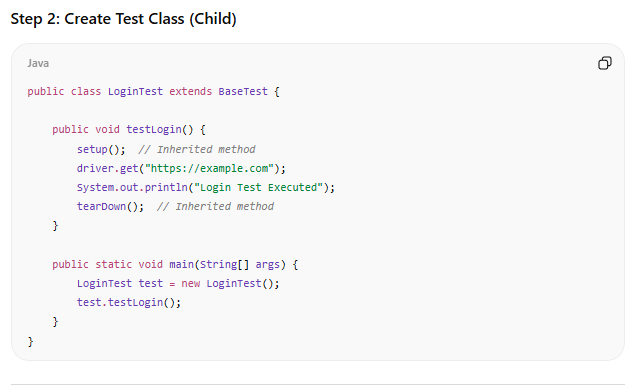 Step 2: Create Test Class (Child)
Java
public class LoginTest extends BaseTest {
    public void testLogin() {
        setup();  // Inherited method
        driver.get("https://example.com");
        System.out.println("Login Test Executed");
        tearDown();  // Inherited method
    }
    public static void main(String[] args) {
        LoginTest test = new LoginTest();
        test.testLogin();
    }
}